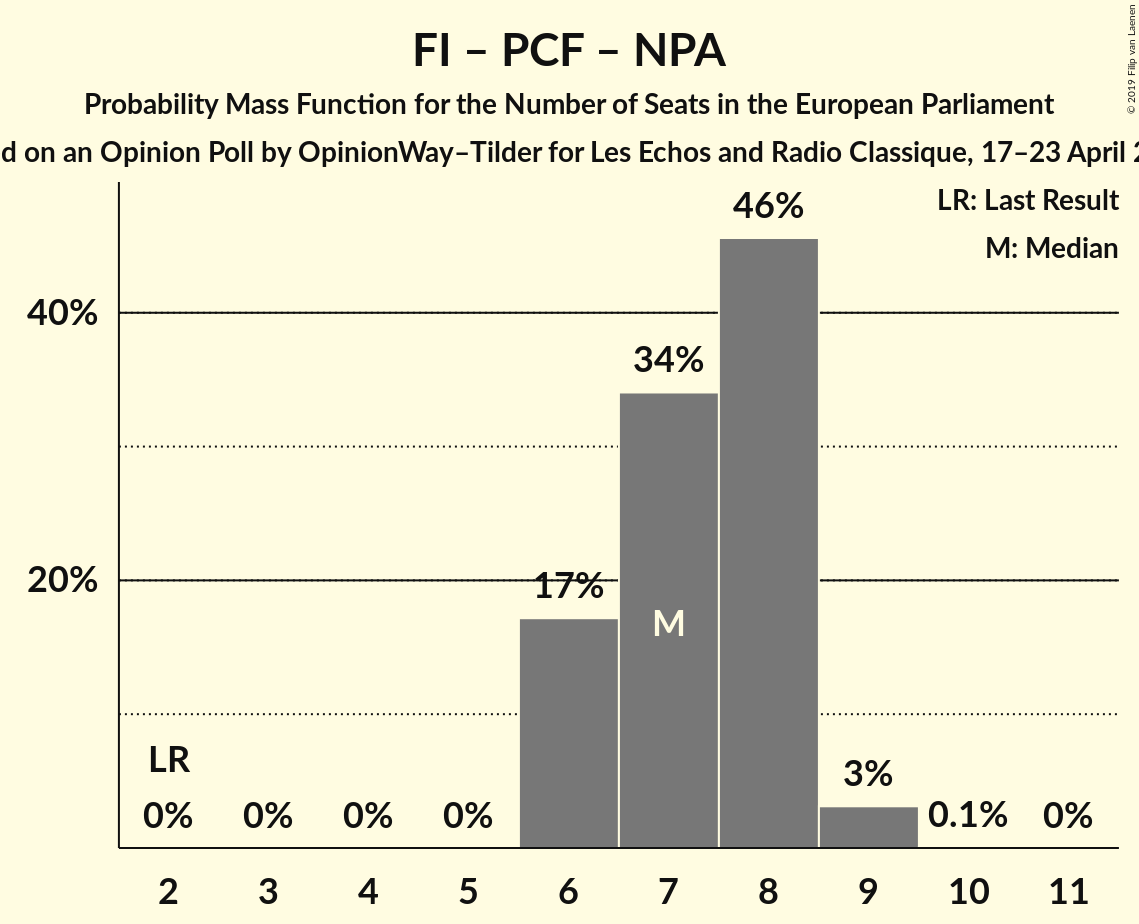 FI – PCF – NPA
Probability Mass Function for the Number of Seats in the European Parliament
d on an Opinion Poll by OpinionWay–Tilder for Les Echos and Radio Classique, 17–23 April 2
© 2019 Filip van Laenen
LR: Last Result
M: Median
46%
40%
34%
20%
17%
M
LR
3%
0% 0% 0% 0% 0.1% 0%
2 3 4 5 6 7 8 9 10 11